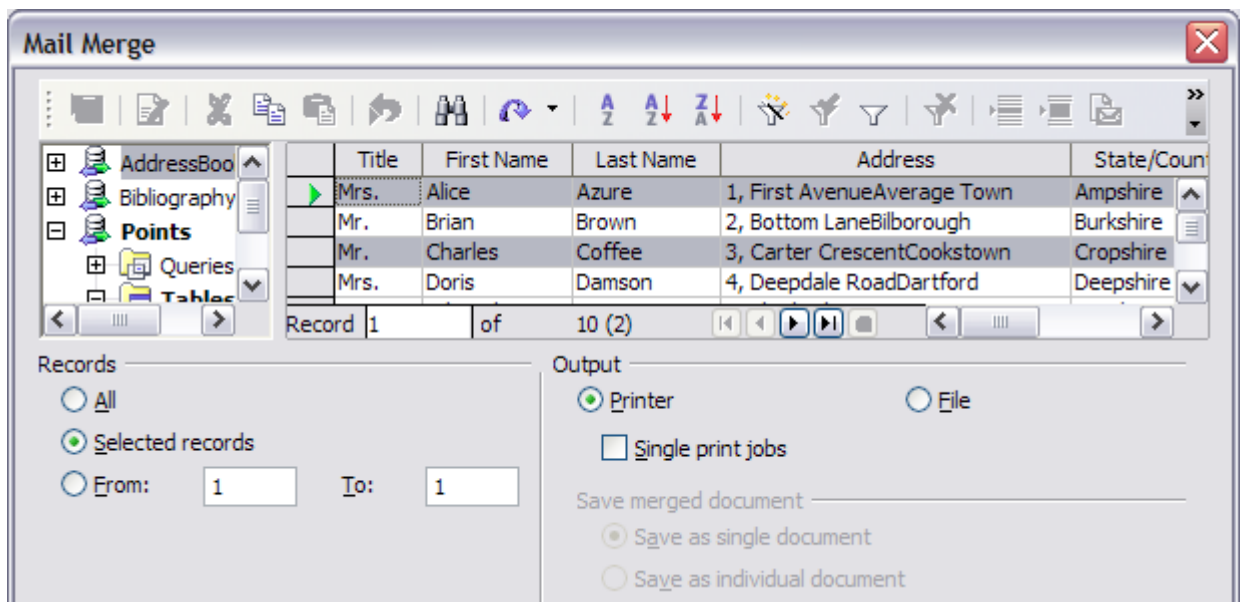 Mail Merge
AddressBoo
Bibliography
Points
Queries
Tables
Title First Name Last Name Address State/Count
Mrs. Alice Azure 1, First AvenueAverage Town Ampshire
Mr. Brian Brown 2, Bottom LaneBilborough Burkshire
Mr. Charles Coffee 3, Carter CrescentCookstown Cropshire
Mrs. Doris Damson 4, Deepdale RoadDartford Deepshire
Record 1 of 10 (2)
Records
All
Selected records
From: 1 To: 1
Output
Printer File
Single print jobs
Save merged document
Save as single document
Save as individual document